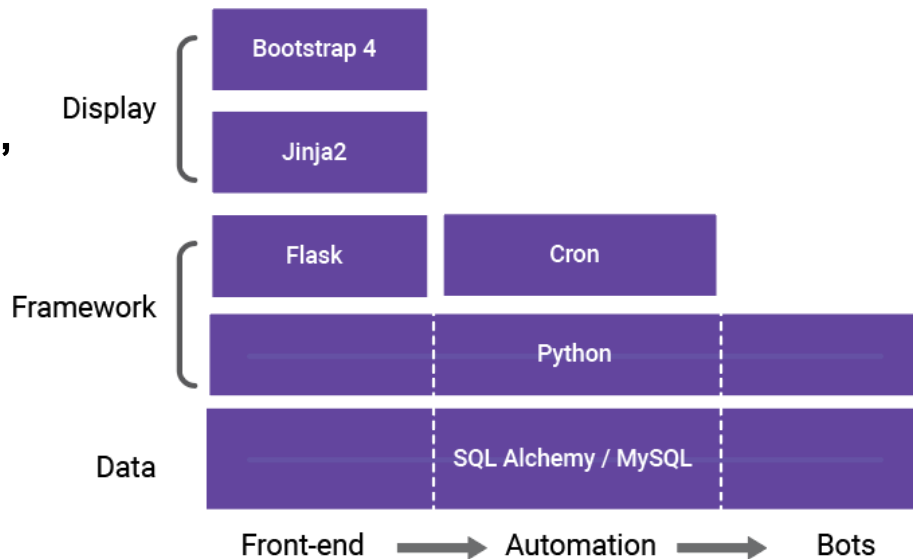 Bootstrap 4
Display
,
Jinja2
Flask
Cron
Framework
Python
Data
SQL Alchemy / MySQL
Front-end
Automation
Bots